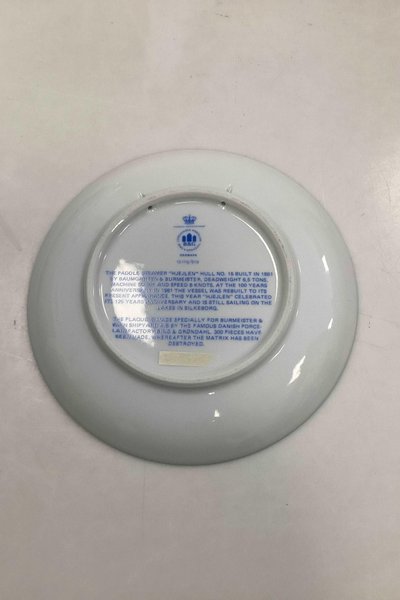 B&G
DENMARK
THE PADDLE STEAMER "HJEJLEN" HULL NO. 18 BUILT IN 1861
BY BAUMGARTEN & BURMEISTER, DEADWEIGHT 6,5 TONS,
MACHINE AND SPEED 8 KNOTS. AT THE 100 YEARS
ANNIVERSARY IN 1961 THE VESSEL WAS REBUILT TO ITS
PRESENT APPEARANCE. THIS YEAR "HJEJLEN" CELEBRATED
ITS 125 YEARS ANNIVERSARY AND IS STILL SAILING ON THE
LAKES IN SILKEBORG.
THE PLAQUE IS MADE SPECIALLY FOR BURMEISTER &
WAIN SHIPYARD BY THE FAMOUS DANISH PORCE-
LAIN FACTORY BING & GRØNDAHL. 300 PIECES HAVE
BEEN MADE, WHEREAFTER THE MATRIX HAS BEEN
DESTROYED.